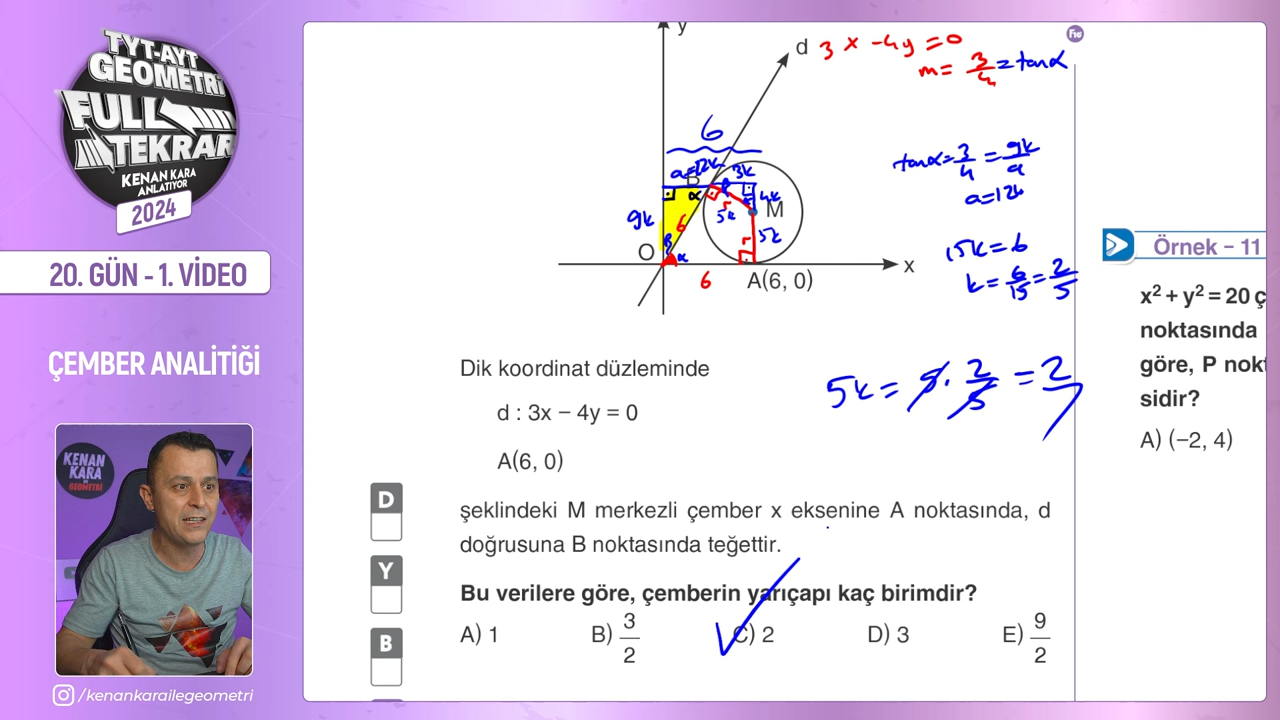 TYT-AYT
GEOMETRİ
FULL
TEKRAR
KENAN KARA
ANLATIYOR
2024
20. GÜN - 1. VİDEO
ÇEMBER ANALİTİĞİ
KENAN
KARA
GEOMETRİ
/kenankarailegeometri
y
d
3x - 4y = 0
m = 3/4 = tanα
6
a=12k
3k
B
α
4k
9k
6
r
5k
M
5k
r
O
α
6
A(6, 0)
x
tanα = 3/4 = 9k/a
a=12k
15k = 6
k = 6/15 = 2/5
5k = 5 . 2/5 = 2
Dik koordinat düzleminde
d : 3x − 4y = 0
A(6, 0)
şeklindeki M merkezli çember x eksenine A noktasında, d
doğrusuna B noktasında teğettir.
Bu verilere göre, çemberin yarıçapı kaç birimdir?
A) 1 B) 3/2 C) 2 D) 3 E) 9/2
D
Y
B
Örnek – 11
x² + y² = 20 ç
noktasında
göre, P nok
sidir?
A) (−2, 4)